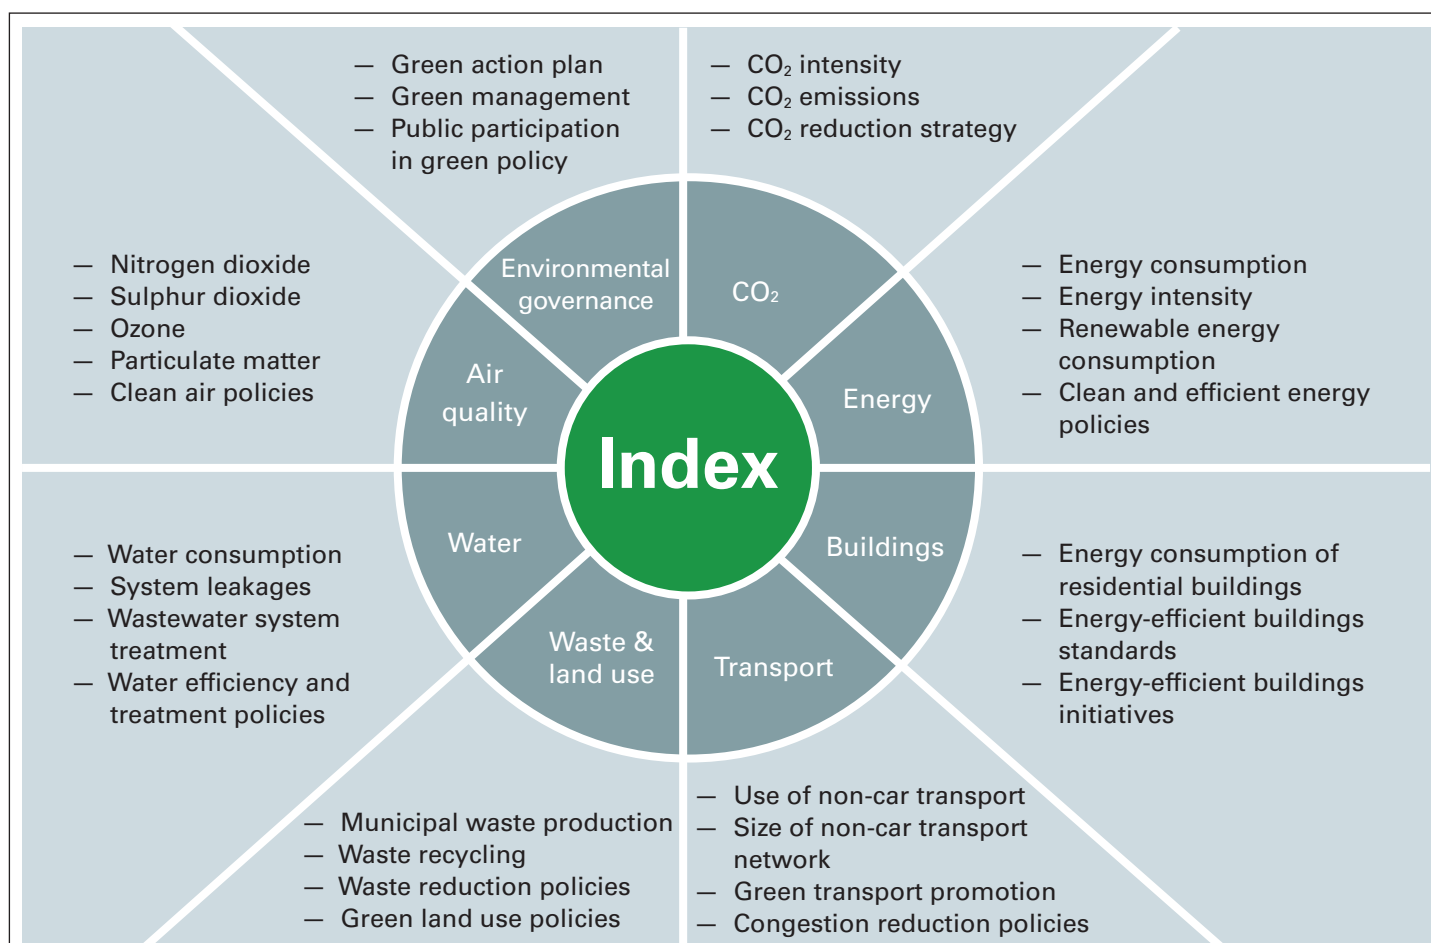 — Green action plan
— Green management
— Public participation
in green policy
— CO₂ intensity
— CO₂ emissions
— CO₂ reduction strategy
— Nitrogen dioxide
— Sulphur dioxide
— Ozone
— Particulate matter
— Clean air policies
Environmental
governance
CO₂
— Energy consumption
— Energy intensity
— Renewable energy
consumption
— Clean and efficient energy
policies
Air
quality
Energy
Index
Water
Buildings
— Water consumption
— System leakages
— Wastewater system
treatment
— Water efficiency and
treatment policies
Waste &
land use
Transport
— Energy consumption of
residential buildings
— Energy-efficient buildings
standards
— Energy-efficient buildings
initiatives
— Municipal waste production
— Waste recycling
— Waste reduction policies
— Green land use policies
— Use of non-car transport
— Size of non-car transport
network
— Green transport promotion
— Congestion reduction policies